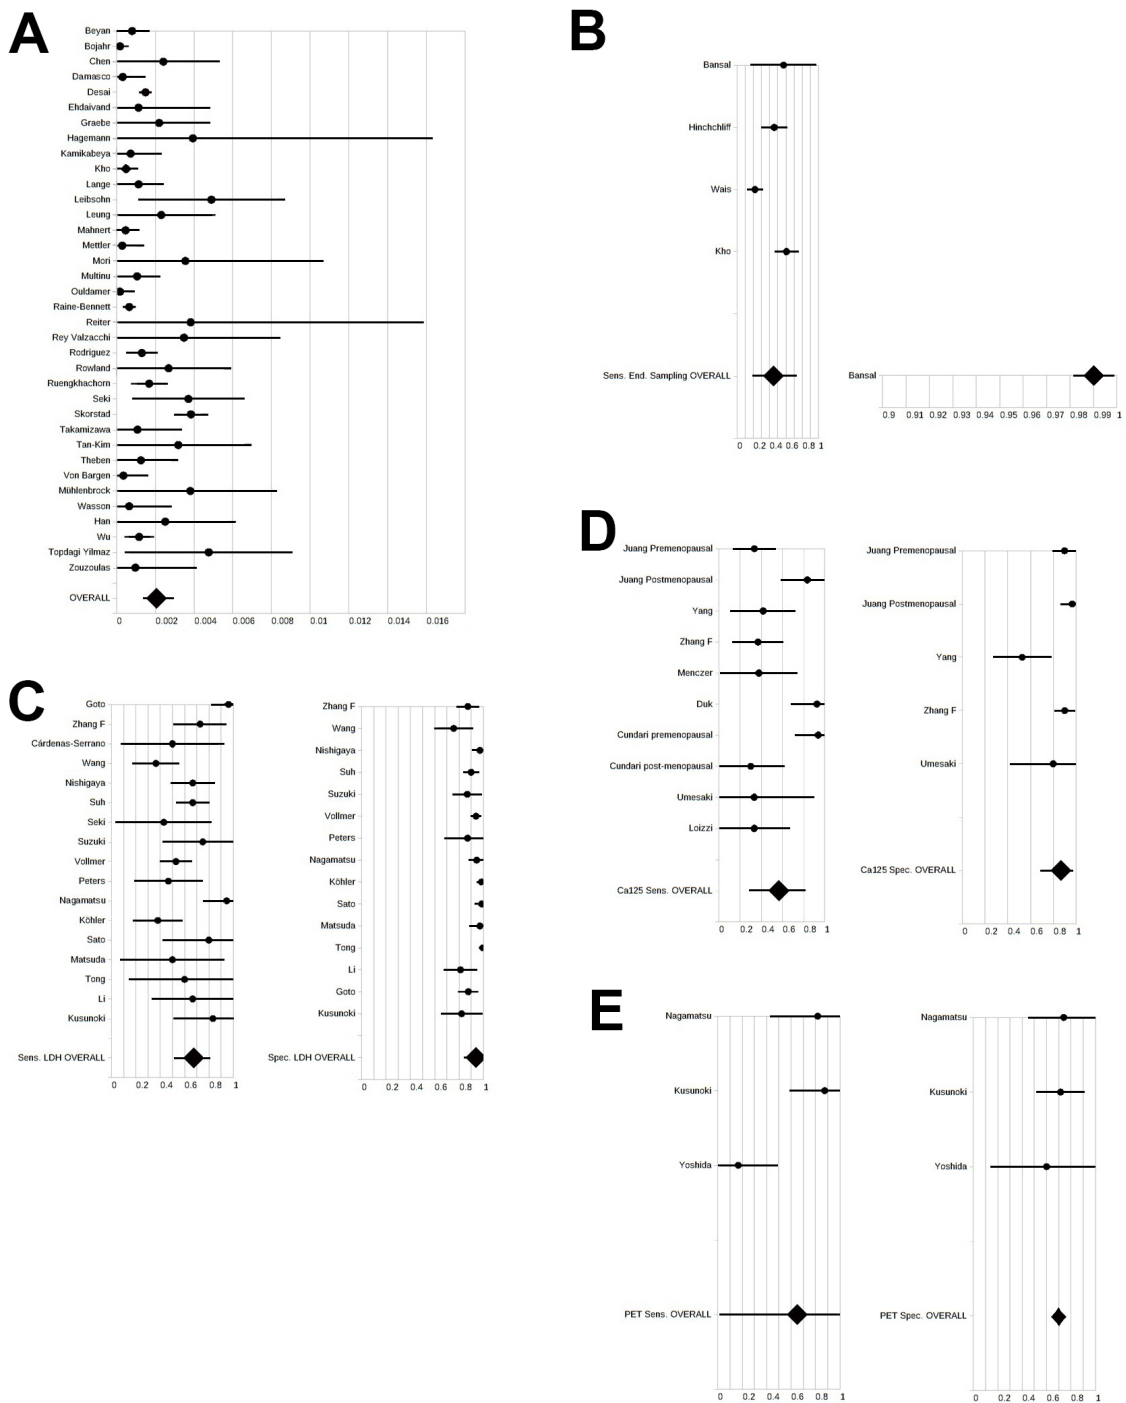 A
Beyan
Bojahr
Chen
Damasco
Desai
Ehdaivand
Graebe
Hagemann
Kamikabeya
Kho
Lange
Leibsohn
Leung
Mahnert
Mettler
Mori
Multinu
Ouldamer
Raine-Bennett
Reiter
Rey Valzacchi
Rodriguez
Rowland
Ruengkhachorn
Seki
Skorstad
Takamizawa
Tan-Kim
Theben
Von Bargen
Mühlenbrock
Wasson
Han
Wu
Topdagi Yilmaz
Zouzoulas
OVERALL
0 0.002 0.004 0.006 0.008 0.01 0.012 0.014 0.016
B
Bansal
Hinchchliff
Wais
Kho
Sens. End. Sampling OVERALL
0 0.2 0.4 0.6 0.8 1
Bansal
0.9 0.91 0.92 0.93 0.94 0.95 0.96 0.97 0.98 0.99 1
C
Goto
Zhang F
Cárdenas-Serrano
Wang
Nishigaya
Suh
Seki
Suzuki
Vollmer
Peters
Nagamatsu
Köhler
Sato
Matsuda
Tong
Li
Kusunoki
Sens. LDH OVERALL
0 0.2 0.4 0.6 0.8 1
Zhang F
Wang
Nishigaya
Suh
Suzuki
Vollmer
Peters
Nagamatsu
Köhler
Sato
Matsuda
Tong
Li
Goto
Kusunoki
Spec. LDH OVERALL
0 0.2 0.4 0.6 0.8 1
D
Juang Premenopausal
Juang Postmenopausal
Yang
Zhang F
Menczer
Duk
Cundari premenopausal
Cundari post-menopausal
Umesaki
Loizzi
Ca125 Sens. OVERALL
0 0.2 0.4 0.6 0.8 1
Juang Premenopausal
Juang Postmenopausal
Yang
Zhang F
Umesaki
Ca125 Spec. OVERALL
0 0.2 0.4 0.6 0.8 1
E
Nagamatsu
Kusunoki
Yoshida
PET Sens. OVERALL
0 0.2 0.4 0.6 0.8 1
Nagamatsu
Kusunoki
Yoshida
PET Spec. OVERALL
0 0.2 0.4 0.6 0.8 1